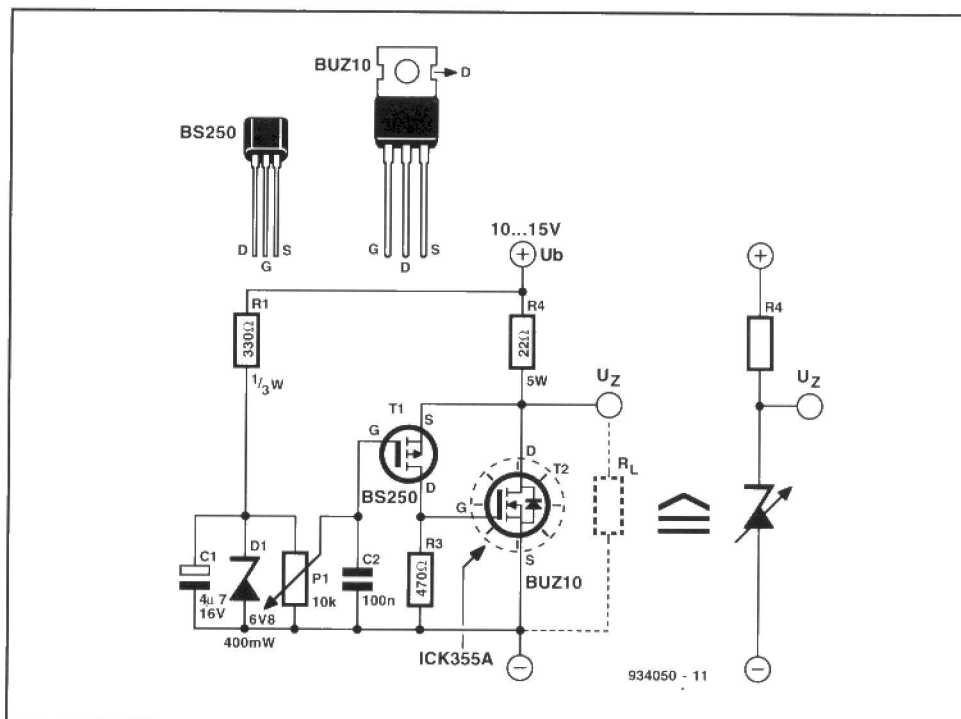 BUZ10
D
BS250
D
G
S
G
D
S
10...15V
Ub
R1
330Ω
1/3W
R4
22Ω
5W
UZ
T1
S
G
D
BS250
D
T2
G
S
BUZ10
RL
R4
UZ
C1
4μ7
16V
D1
6V8
400mW
P1
10k
C2
100n
R3
470Ω
ICK355A
934050 - 11